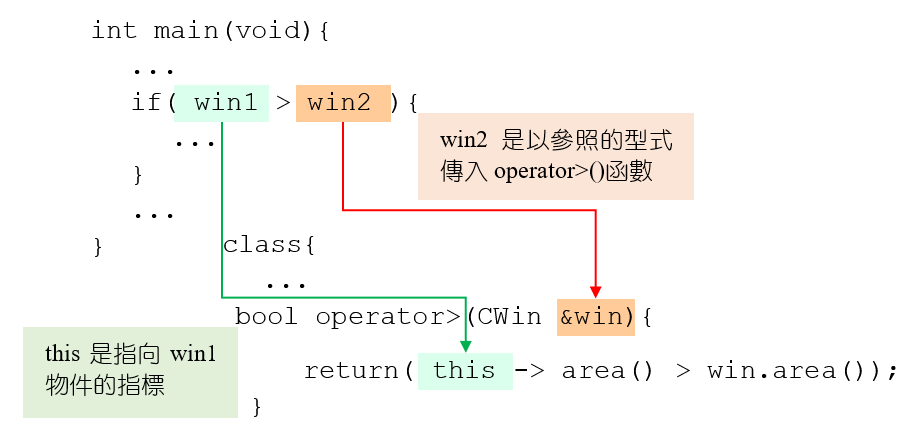 int main(void){
...
if( win1 > win2 ){
...
}
...
}
win2 是以參照的型式
傳入 operator>()函數
class{
...
bool operator>(CWin &win){
return( this -> area() > win.area());
}
this 是指向 win1
物件的指標